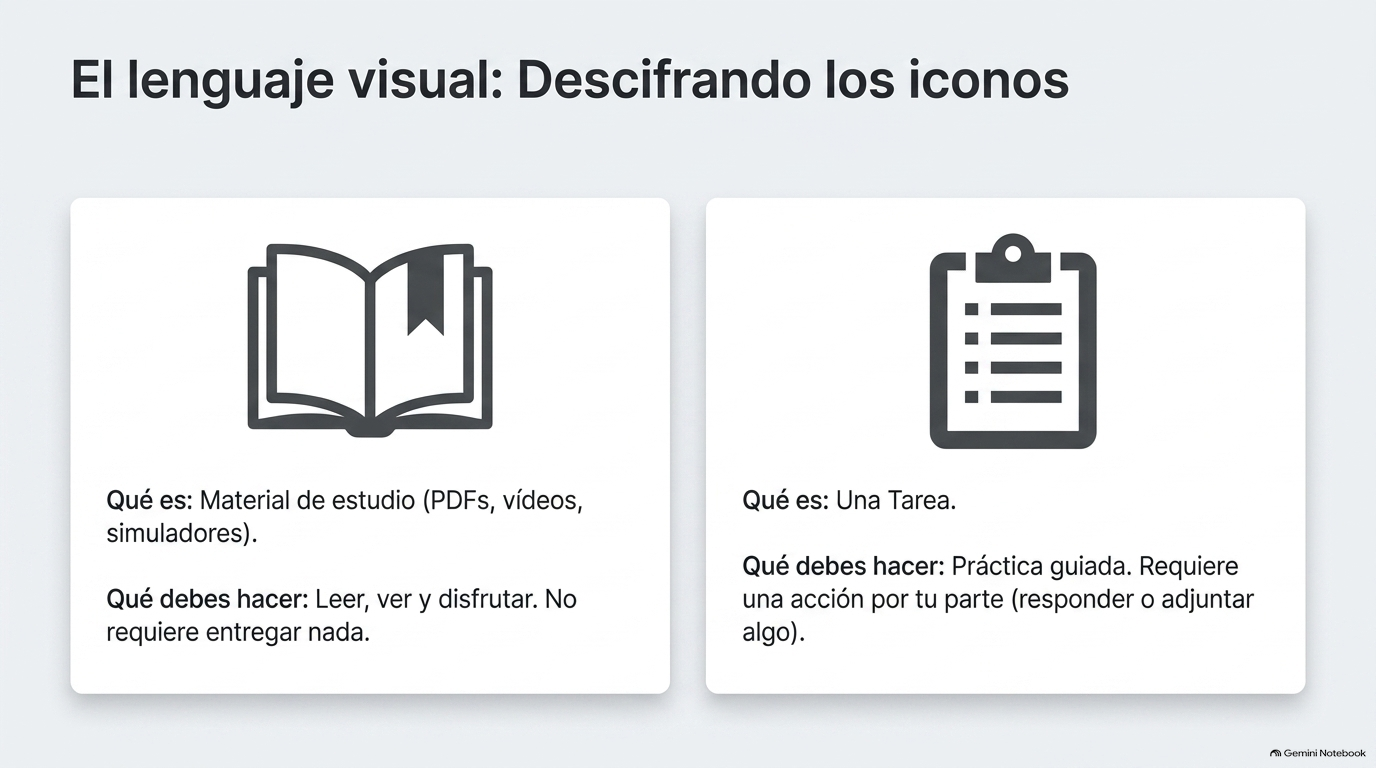 El lenguaje visual: Descifrando los iconos
Qué es: Material de estudio (PDFs, vídeos,
simuladores).
Qué debes hacer: Leer, ver y disfrutar. No
requiere entregar nada.
Qué es: Una Tarea.
Qué debes hacer: Práctica guiada. Requiere
una acción por tu parte (responder o adjuntar
algo).
Gemini Notebook